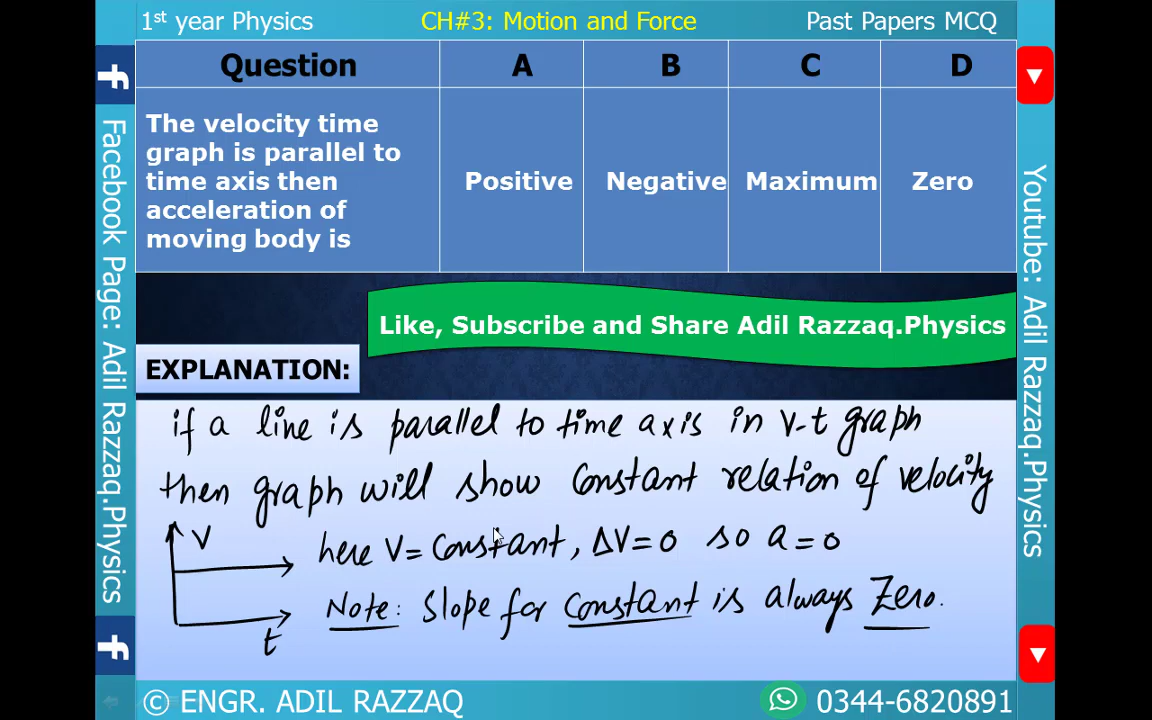 1st year Physics CH#3: Motion and Force Past Papers MCQ
Question A B C D
The velocity time
graph is parallel to
time axis then
acceleration of
moving body is
Positive Negative Maximum Zero
Like, Subscribe and Share Adil Razzaq.Physics
EXPLANATION:
if a line is parallel to time axis in v-t graph
then graph will show Constant relation of velocity
V
here V= Constant, ΔV=0 so a=0
Note: Slope for Constant is always Zero.
t
© ENGR. ADIL RAZZAQ 0344-6820891
f
Facebook Page: Adil Razzaq.Physics
f
Youtube: Adil Razzaq.Physics